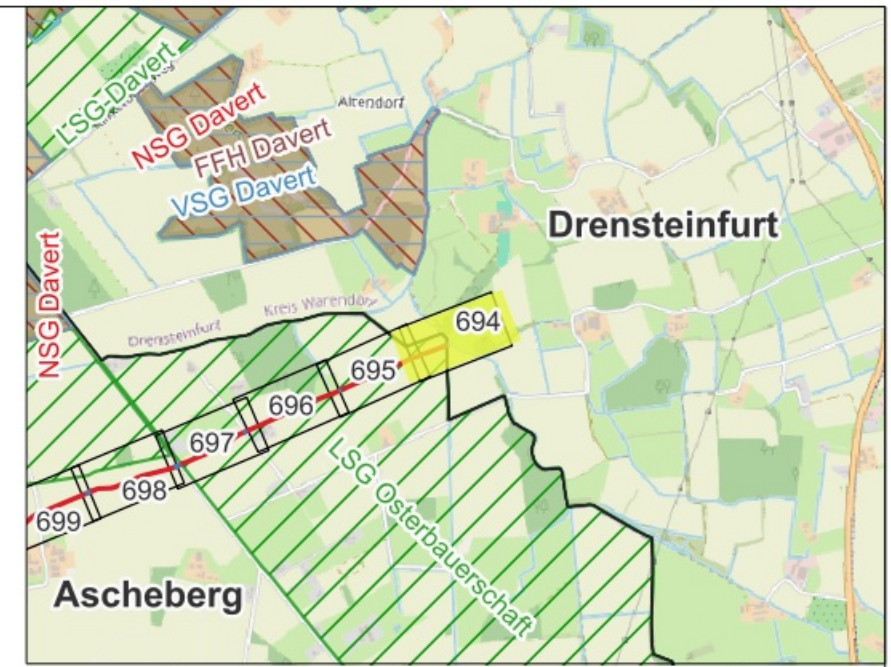 LSG-Davert
NSG Davert
Altendorf
FFH Davert
VSG Davert
Drensteinfurt
NSG Davert
Kreis Warendorf
Drensteinfurt
694
695
696
697
698
699
LSG Osterbauerschaft
Ascheberg